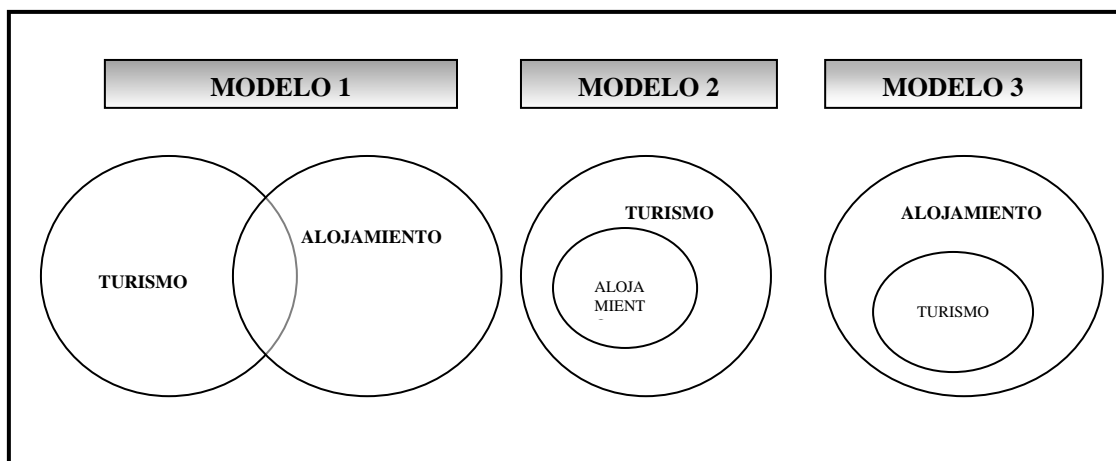 MODELO 1
MODELO 2
MODELO 3
TURISMO
ALOJAMIENTO
TURISMO
ALOJA
MIENT
ALOJAMIENTO
TURISMO